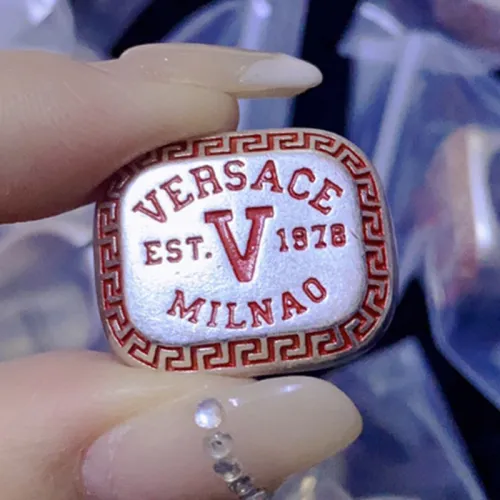 VERSACE
EST. V 1978
MILNAO